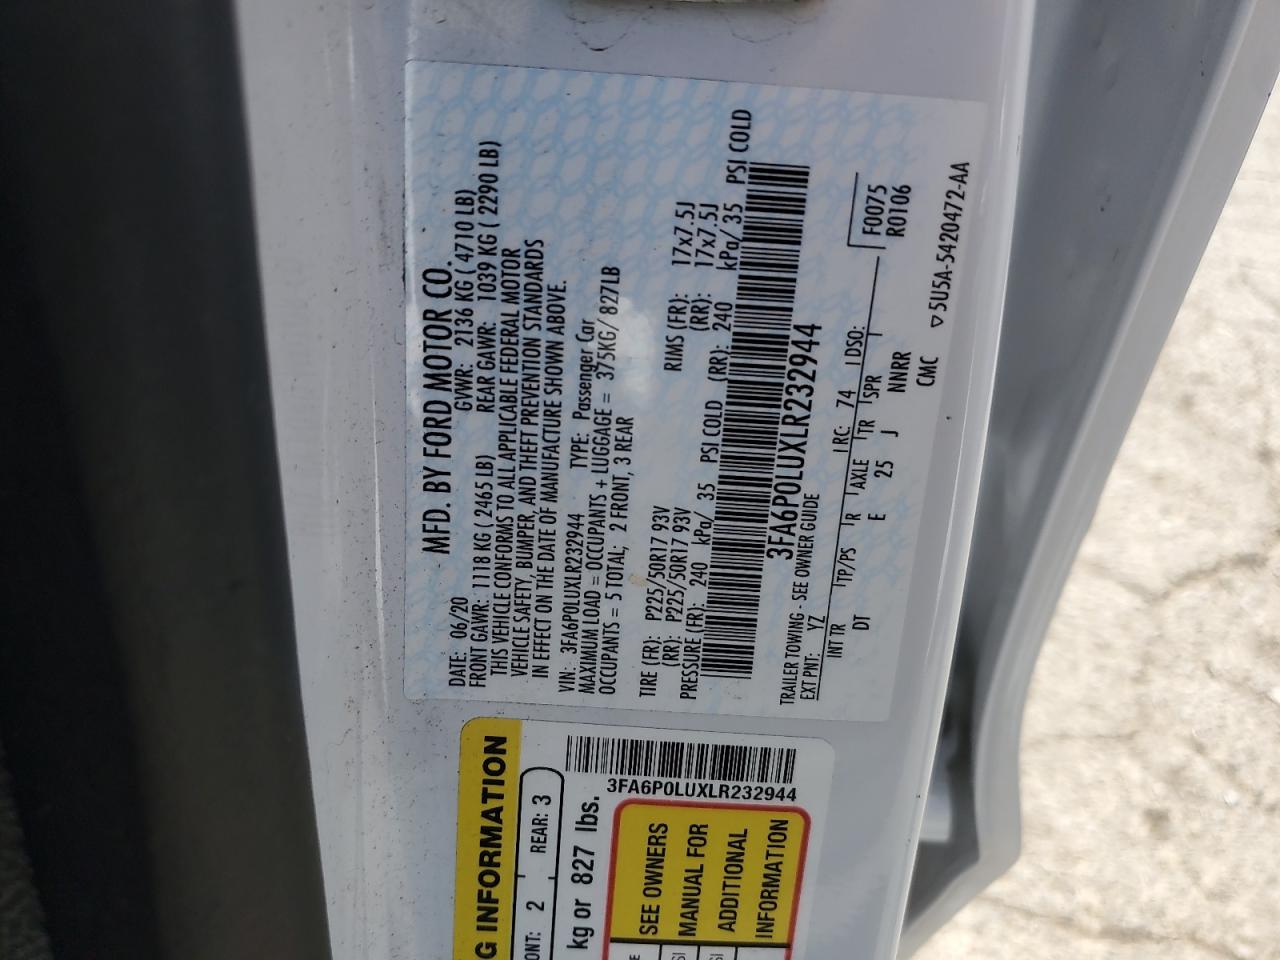 MFD. BY FORD MOTOR CO.
DATE: 06/20 GVWR: 2136 KG ( 4710 LB)
FRONT GAWR: 1118 KG ( 2465 LB) REAR GAWR: 1039 KG ( 2290 LB)
THIS VEHICLE CONFORMS TO ALL APPLICABLE FEDERAL MOTOR
VEHICLE SAFETY, BUMPER, AND THEFT PREVENTION STANDARDS
IN EFFECT ON THE DATE OF MANUFACTURE SHOWN ABOVE.
VIN: 3FA6P0LUXLR232944 TYPE: Passenger Car
MAXIMUM LOAD = OCCUPANTS + LUGGAGE = 375KG/ 827LB
OCCUPANTS = 5 TOTAL; 2 FRONT, 3 REAR
TIRE (FR): P225/50R17 93V RIMS (FR): 17x7.5J
(RR): P225/50R17 93V (RR): 17x7.5J
PRESSURE (FR): 240 kPa/ 35 PSI COLD (RR): 240 kPa/ 35 PSI COLD
3FA6P0LUXLR232944
TRAILER TOWING - SEE OWNER GUIDE
EXT PNT: YZ RC: 74 DSO: F0075
INT TR TP/PS R AXLE TR SPR R0106
DT E 25 J NNRR
CMC ▽5U5A-5420472-AA
G INFORMATION
ONT: 2 REAR: 3
kg or 827 lbs.
3FA6P0LUXLR232944
SEE OWNERS
MANUAL FOR
ADDITIONAL
INFORMATION